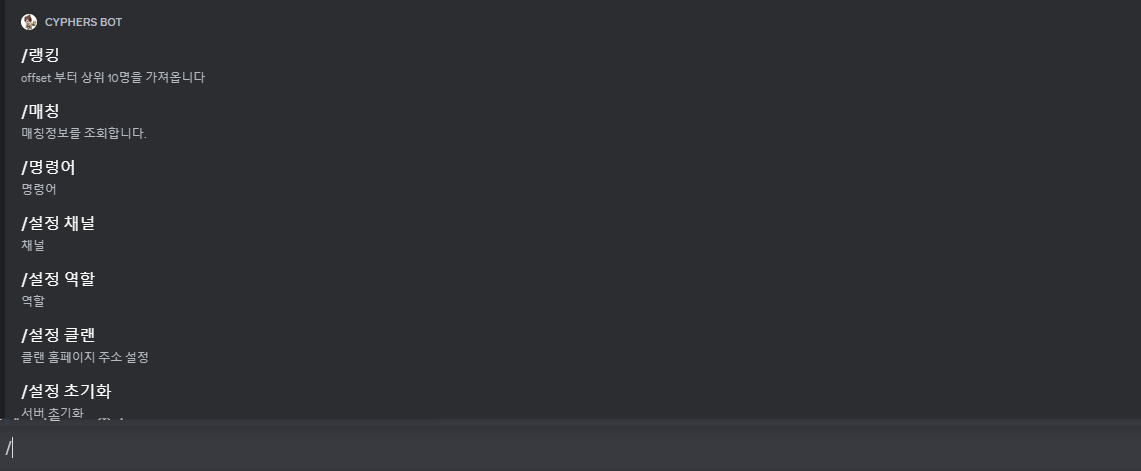 CYPHERS BOT
/랭킹
offset 부터 상위 10명을 가져옵니다
/매칭
매칭정보를 조회합니다.
/명령어
명령어
/설정 채널
채널
/설정 역할
역할
/설정 클랜
클랜 홈페이지 주소 설정
/설정 초기화
서버 초기화
/